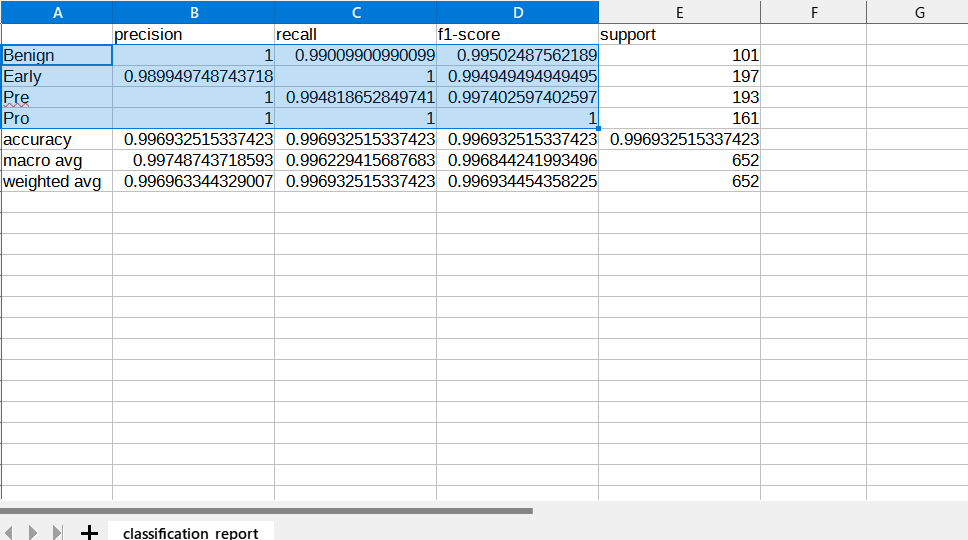 A B C D E F G
precision recall f1-score support
Benign 1 0.99009900990099 0.99502487562189 101
Early 0.989949748743718 1 0.994949494949495 197
Pre 1 0.994818652849741 0.997402597402597 193
Pro 1 1 1 161
accuracy 0.996932515337423 0.996932515337423 0.996932515337423 0.996932515337423
macro avg 0.99748743718593 0.996229415687683 0.996844241993496 652
weighted avg 0.996963344329007 0.996932515337423 0.996934454358225 652
classification_report